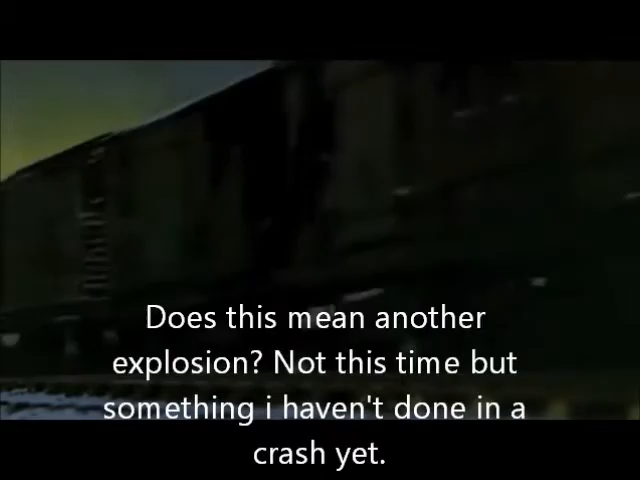 Does this mean another
explosion? Not this time but
something i haven't done in a
crash yet.